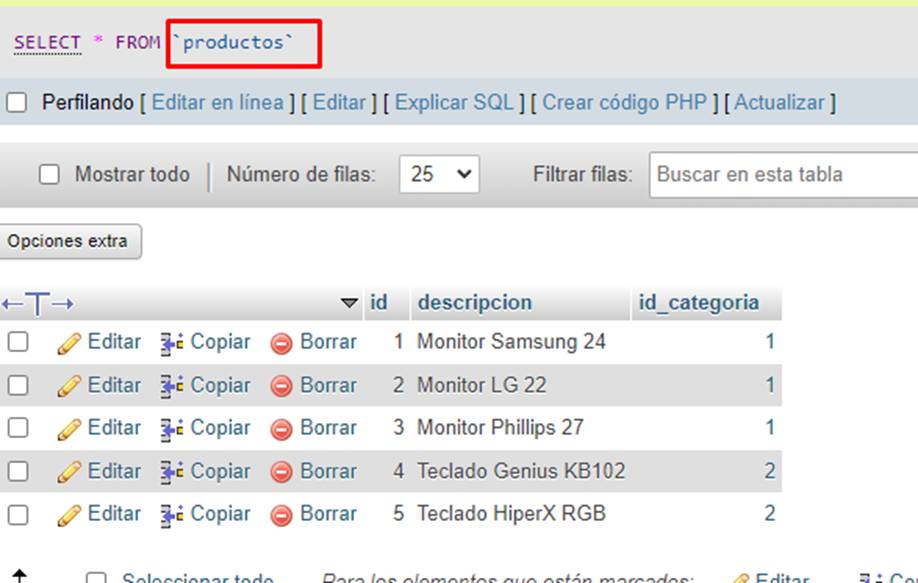 SELECT * FROM `productos`
Perfilando [ Editar en línea ] [ Editar ] [ Explicar SQL ] [ Crear código PHP ] [ Actualizar ]
Mostrar todo | Número de filas: 25 Filtrar filas: Buscar en esta tabla
Opciones extra
←T→ id descripcion id_categoria
Editar Copiar Borrar 1 Monitor Samsung 24 1
Editar Copiar Borrar 2 Monitor LG 22 1
Editar Copiar Borrar 3 Monitor Phillips 27 1
Editar Copiar Borrar 4 Teclado Genius KB102 2
Editar Copiar Borrar 5 Teclado HiperX RGB 2
Seleccionar todo Para los elementos que están marcados: Editar